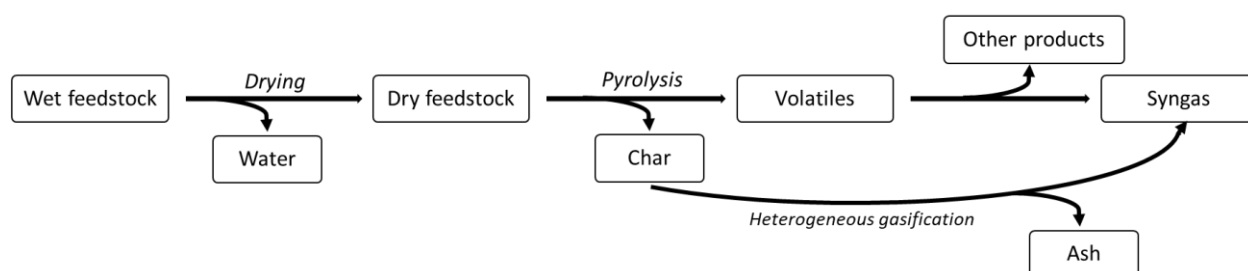 Other products
Drying
Pyrolysis
Wet feedstock
Dry feedstock
Volatiles
Syngas
Water
Char
Heterogeneous gasification
Ash